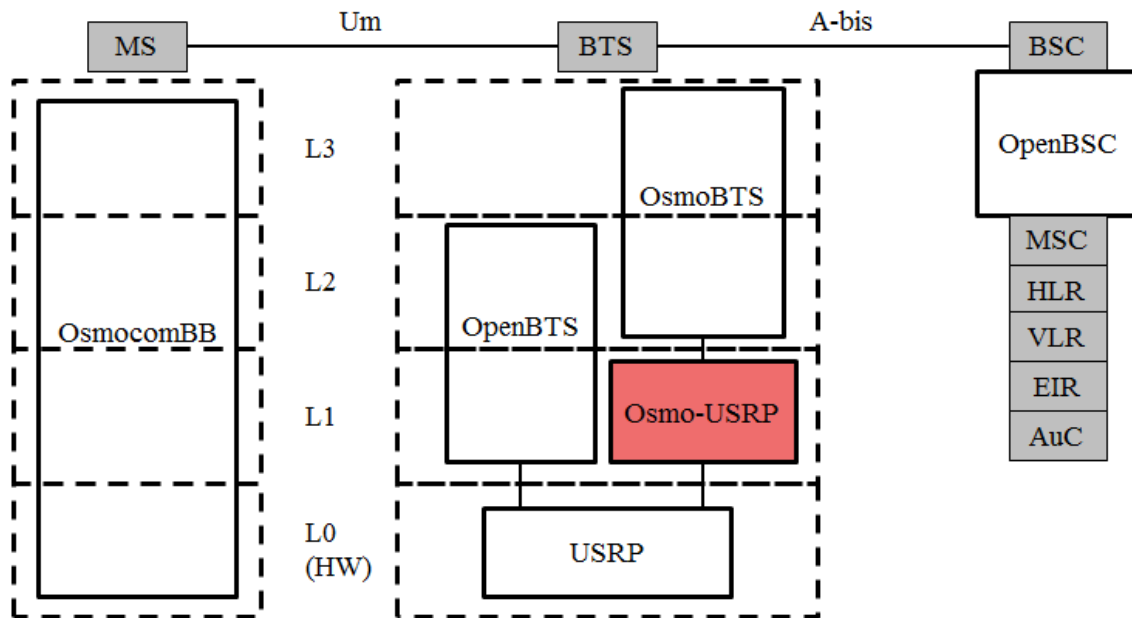 Um
A-bis
MS
BTS
BSC
OpenBSC
L3
OsmoBTS
MSC
L2
HLR
OsmocomBB
OpenBTS
VLR
EIR
L1
Osmo-USRP
AuC
L0
(HW)
USRP